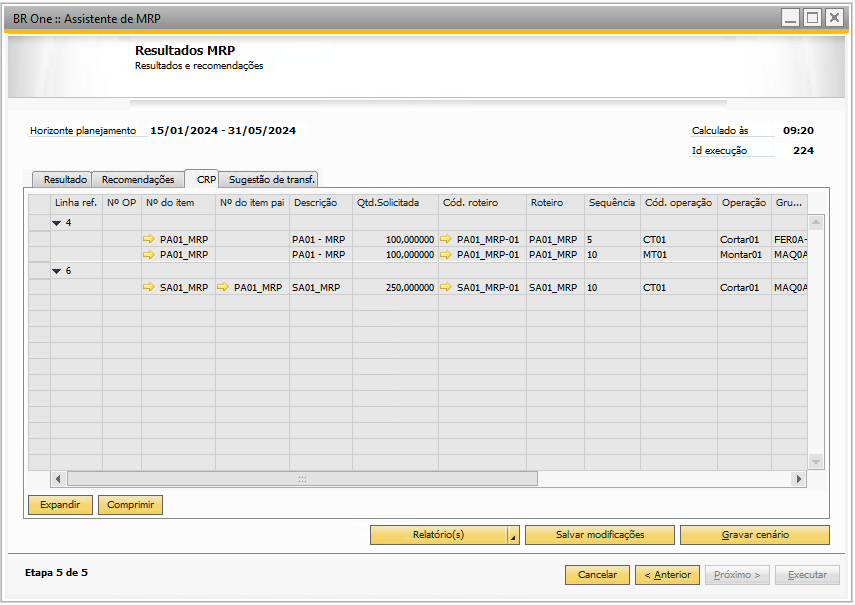 BR One :: Assistente de MRP
Resultados MRP
Resultados e recomendações
Horizonte planejamento 15/01/2024 - 31/05/2024 Calculado às 09:20
Id execução 224
Resultado Recomendações CRP Sugestão de transf.
Linha ref. Nº OP Nº do item Nº do item pai Descrição Qtd.Solicitada Cód. roteiro Roteiro Sequência Cód. operação Operação Gru...
4
PA01_MRP PA01 - MRP 100,000000 PA01_MRP-01 PA01_MRP 5 CT01 Cortar01 FER0A-
PA01_MRP PA01 - MRP 100,000000 PA01_MRP-01 PA01_MRP 10 MT01 Montar01 MAQ0A
6
SA01_MRP PA01_MRP SA01_MRP 250,000000 SA01_MRP-01 SA01_MRP 10 CT01 Cortar01 MAQ0A
Expandir Comprimir
Relatório(s) Salvar modificações Gravar cenário
Etapa 5 de 5 Cancelar < Anterior Próximo > Executar